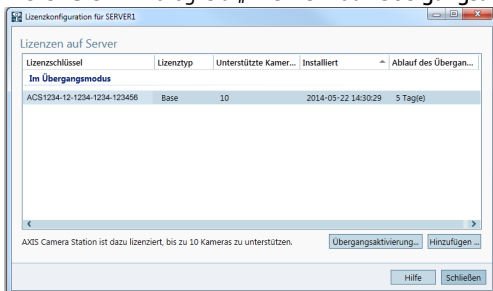 Lizenzkonfiguration für SERVER1
Lizenzen auf Server
Lizenzschlüssel Lizenztyp Unterstützte Kamer... Installiert Ablauf des Übergan...
Im Übergangsmodus
ACS1234-12-1234-1234-123456 Base 10 2014-05-22 14:30:29 5 Tag(e)
AXIS Camera Station ist dazu lizenziert, bis zu 10 Kameras zu unterstützen. Übergangsaktivierung... Hinzufügen ...
Hilfe Schließen